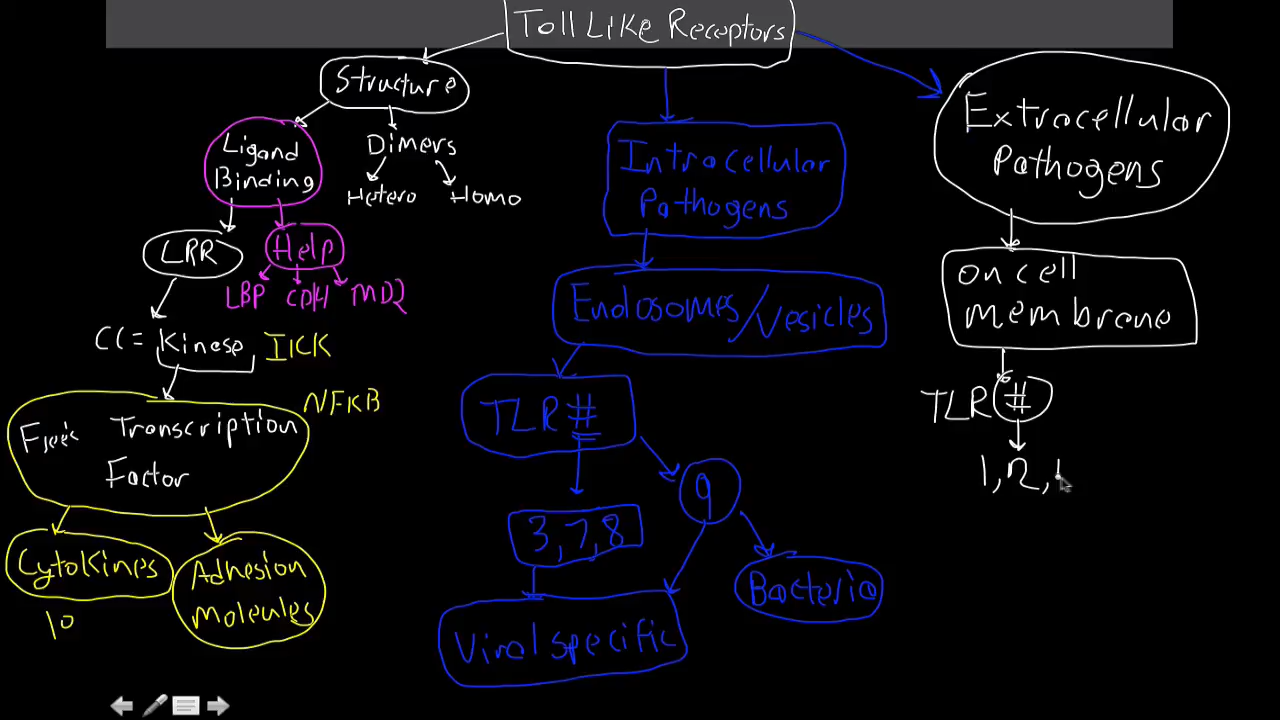 Toll Like Receptors
Structure
Ligand
Binding
Dimers
Hetero
Homo
LRR
Help
LBP
MD2
CC = Kinase
IKK
NFKB
Transcription
Factor
Cytokines
10
Adhesion
molecules
Intracellular
Pathogens
Endosomes/Vesicles
TLR #
3,7,8
9
Viral specific
Bacteria
Extracellular
Pathogens
on cell
membrane
TLR #
1, 2,